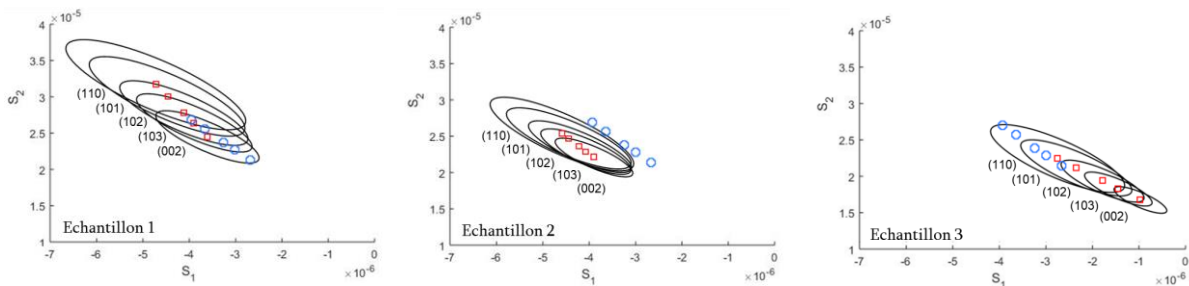 4 × 10⁻⁵
3.5
3
2.5
2
1.5
1
S₂
(110)
(101)
(102)
(103)
(002)
Echantillon 1
-7 -6 -5 -4 -3 -2 -1 0
S₁
× 10⁻⁶
4 × 10⁻⁵
3.5
3
2.5
2
1.5
1
S₂
(110)
(101)
(102)
(103)
(002)
Echantillon 2
-7 -6 -5 -4 -3 -2 -1 0
S₁
× 10⁻⁶
4 × 10⁻⁵
3.5
3
2.5
2
1.5
1
S₂
(110)
(101)
(102)
(103)
(002)
Echantillon 3
-7 -6 -5 -4 -3 -2 -1 0
S₁
× 10⁻⁶